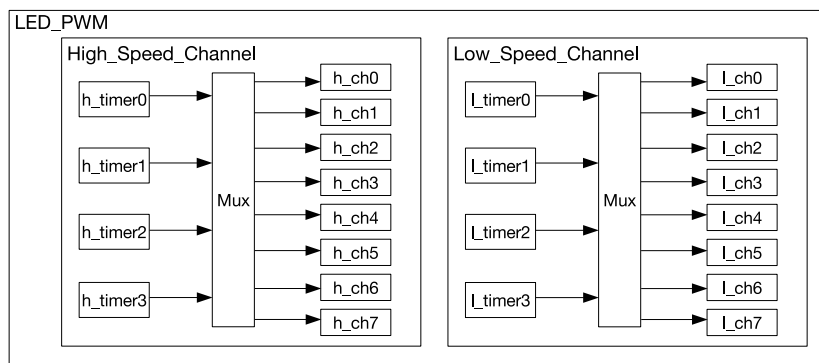 LED_PWM
High_Speed_Channel
h_timer0
h_timer1
h_timer2
h_timer3
Mux
h_ch0
h_ch1
h_ch2
h_ch3
h_ch4
h_ch5
h_ch6
h_ch7
Low_Speed_Channel
l_timer0
l_timer1
l_timer2
l_timer3
Mux
l_ch0
l_ch1
l_ch2
l_ch3
l_ch4
l_ch5
l_ch6
l_ch7